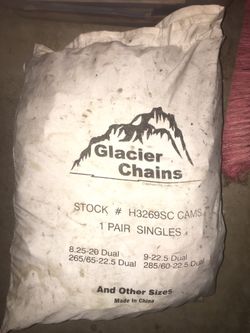 Glacier
Chains
STOCK # H3269SC CAMS
1 PAIR SINGLES
8.25-20 Dual 9-22.5 Dual
265/65-22.5 Dual 285/60-22.5 Dual
And Other Sizes
Made In China